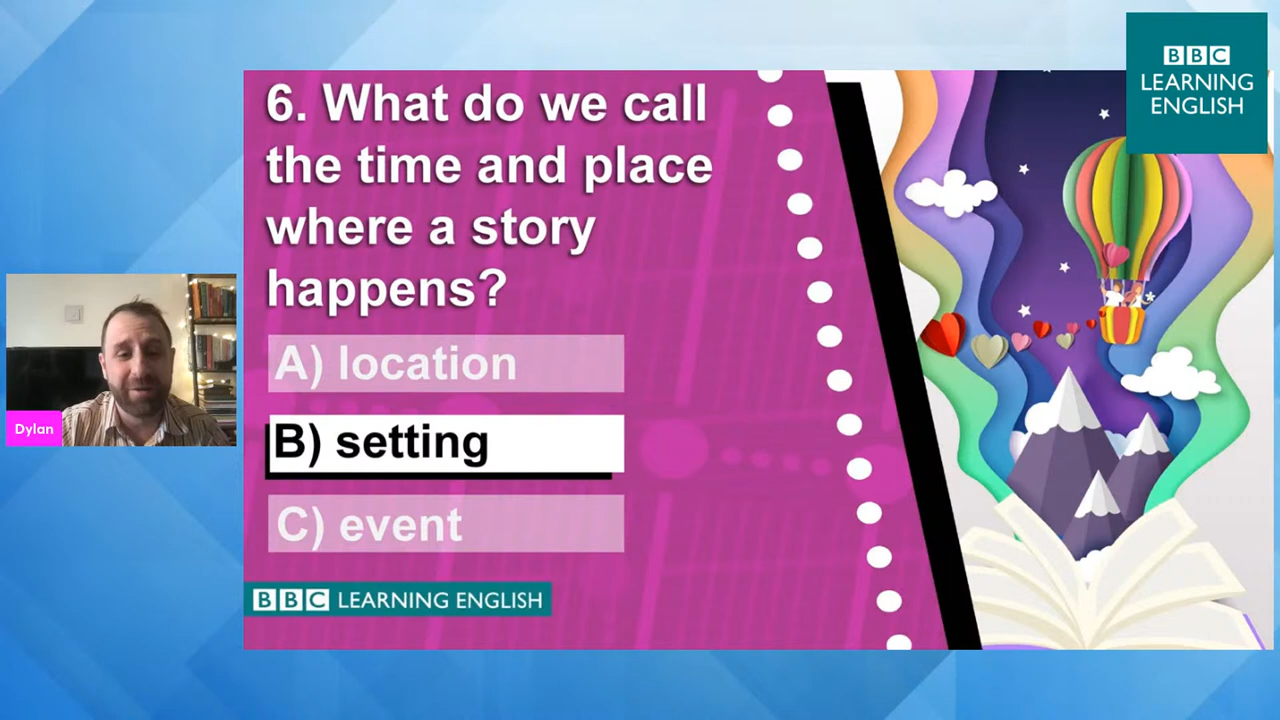 BBC
LEARNING
ENGLISH
6. What do we call
the time and place
where a story
happens?
A) location
B) setting
C) event
Dylan
BBC LEARNING ENGLISH